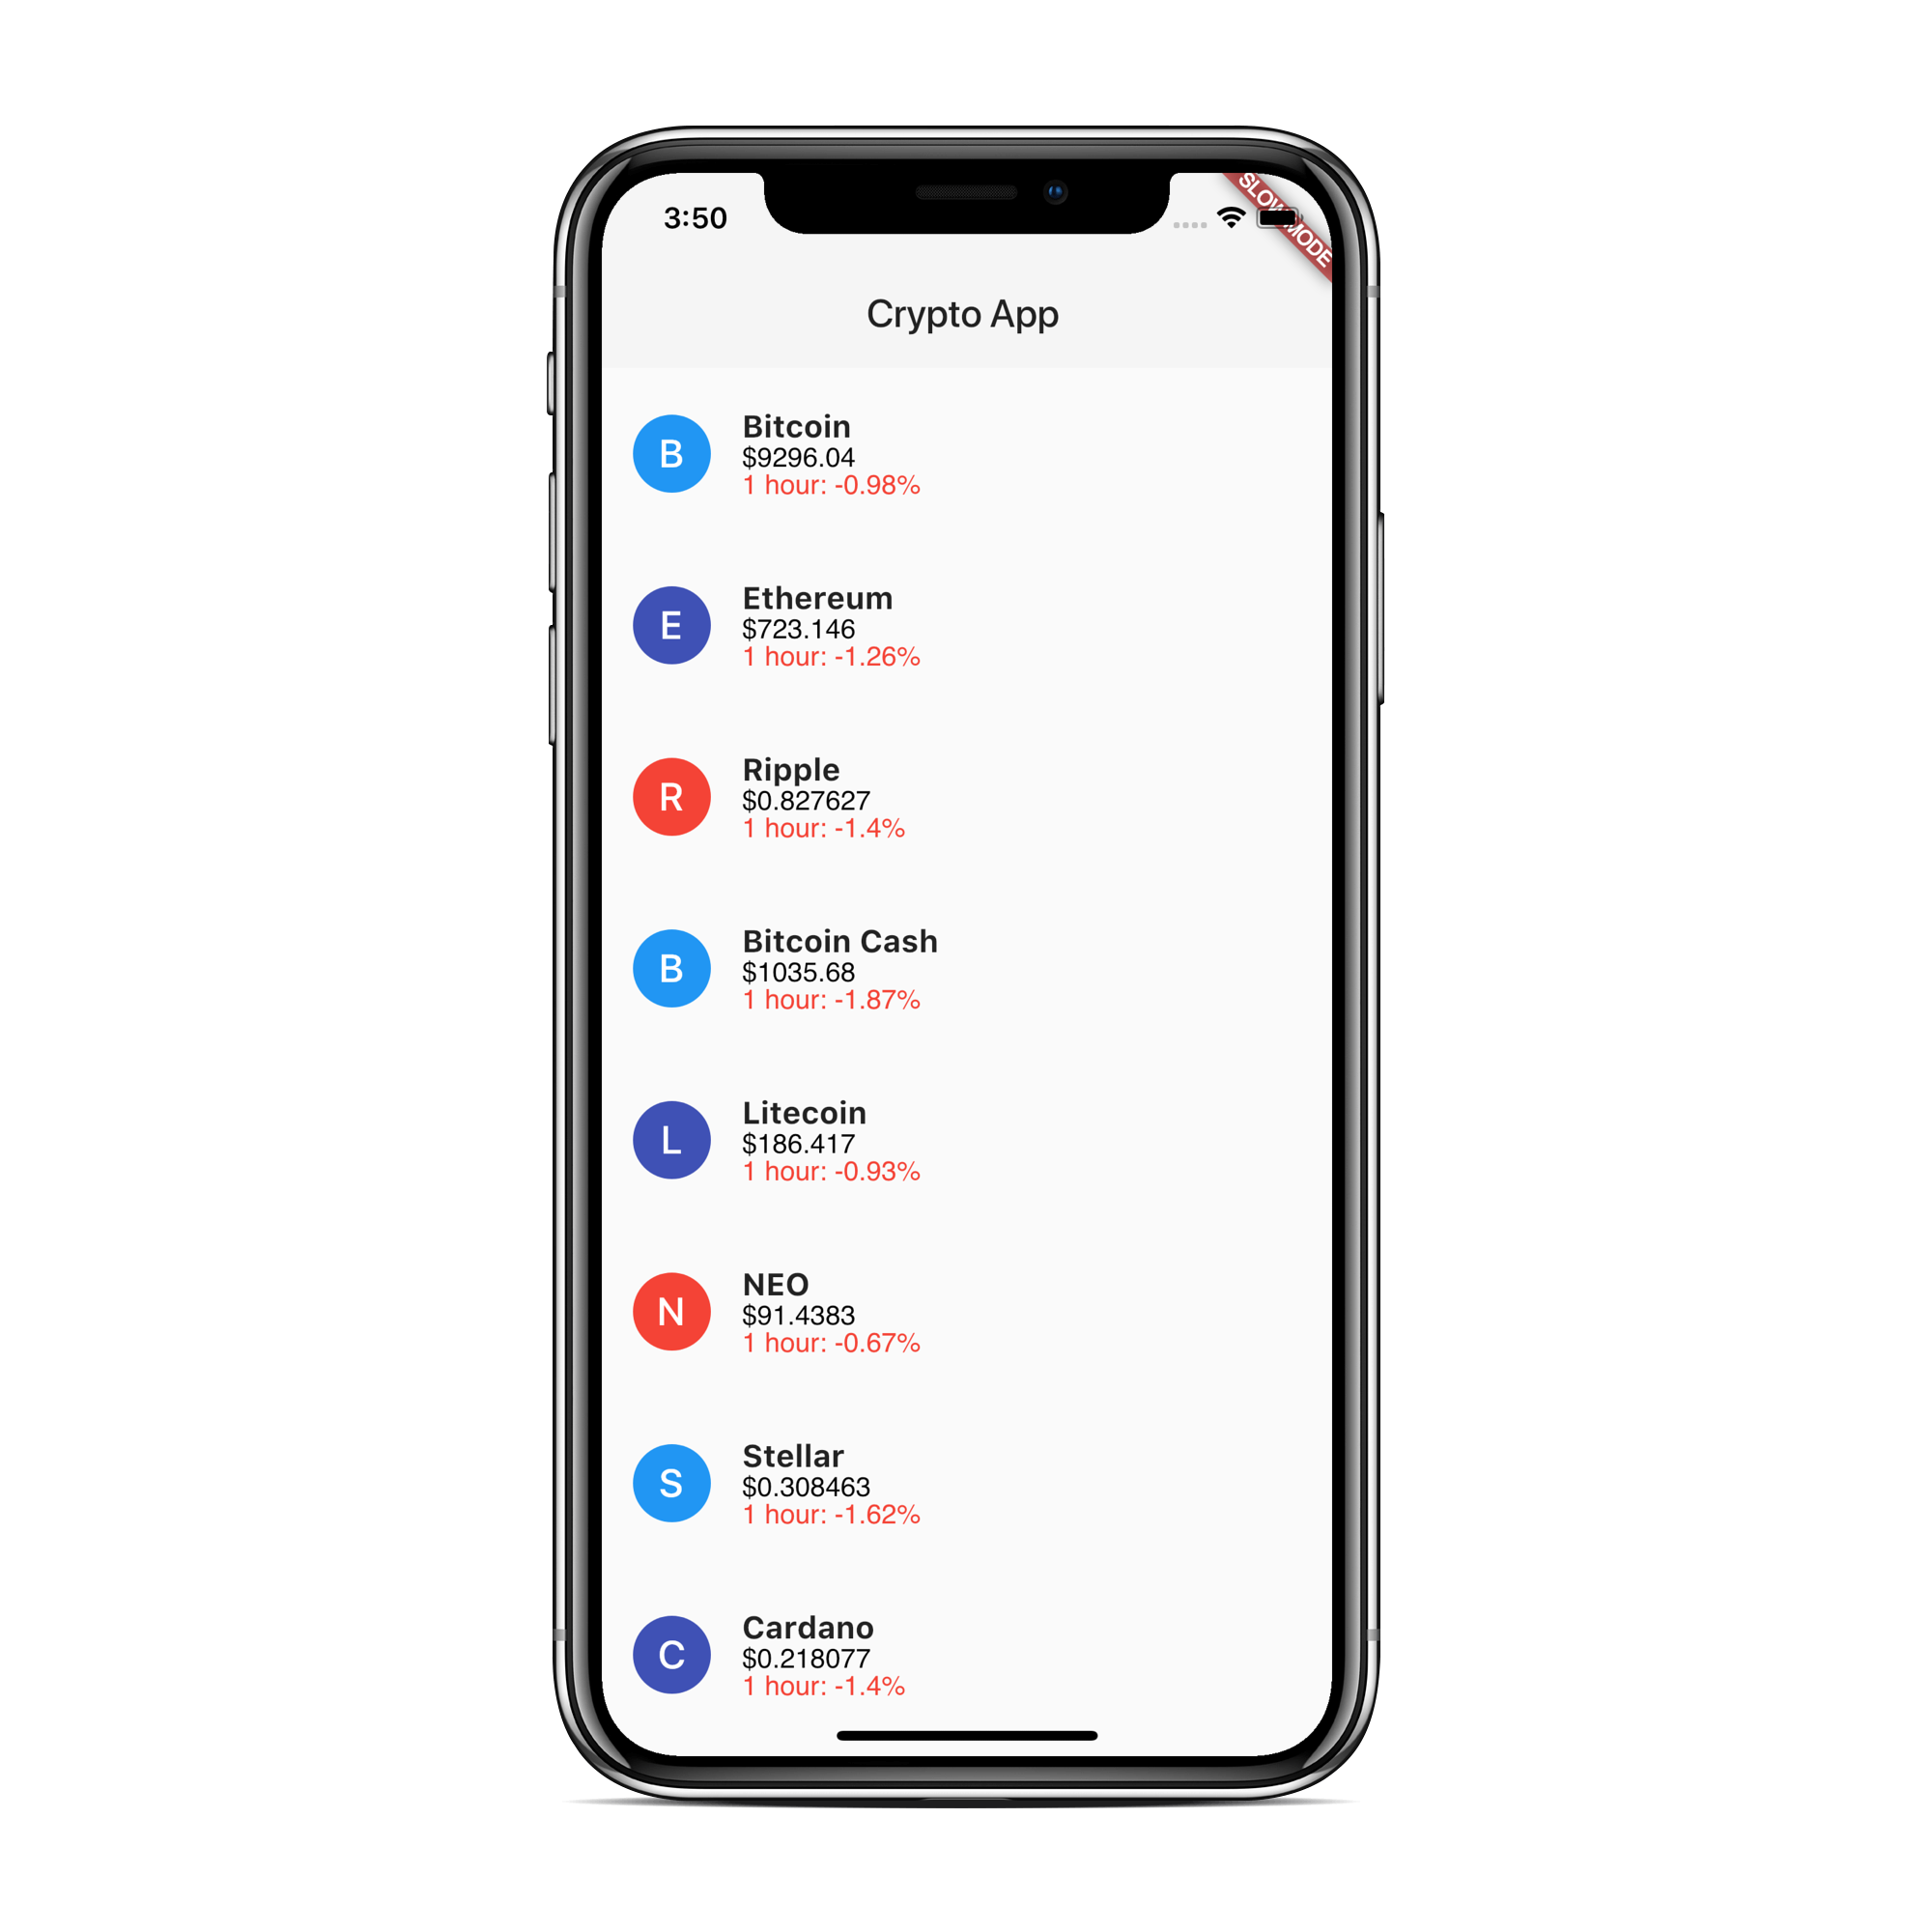 3:50
SLOW MODE
Crypto App
B
Bitcoin
$9296.04
1 hour: -0.98%
E
Ethereum
$723.146
1 hour: -1.26%
R
Ripple
$0.827627
1 hour: -1.4%
B
Bitcoin Cash
$1035.68
1 hour: -1.87%
L
Litecoin
$186.417
1 hour: -0.93%
N
NEO
$91.4383
1 hour: -0.67%
S
Stellar
$0.308463
1 hour: -1.62%
C
Cardano
$0.218077
1 hour: -1.4%